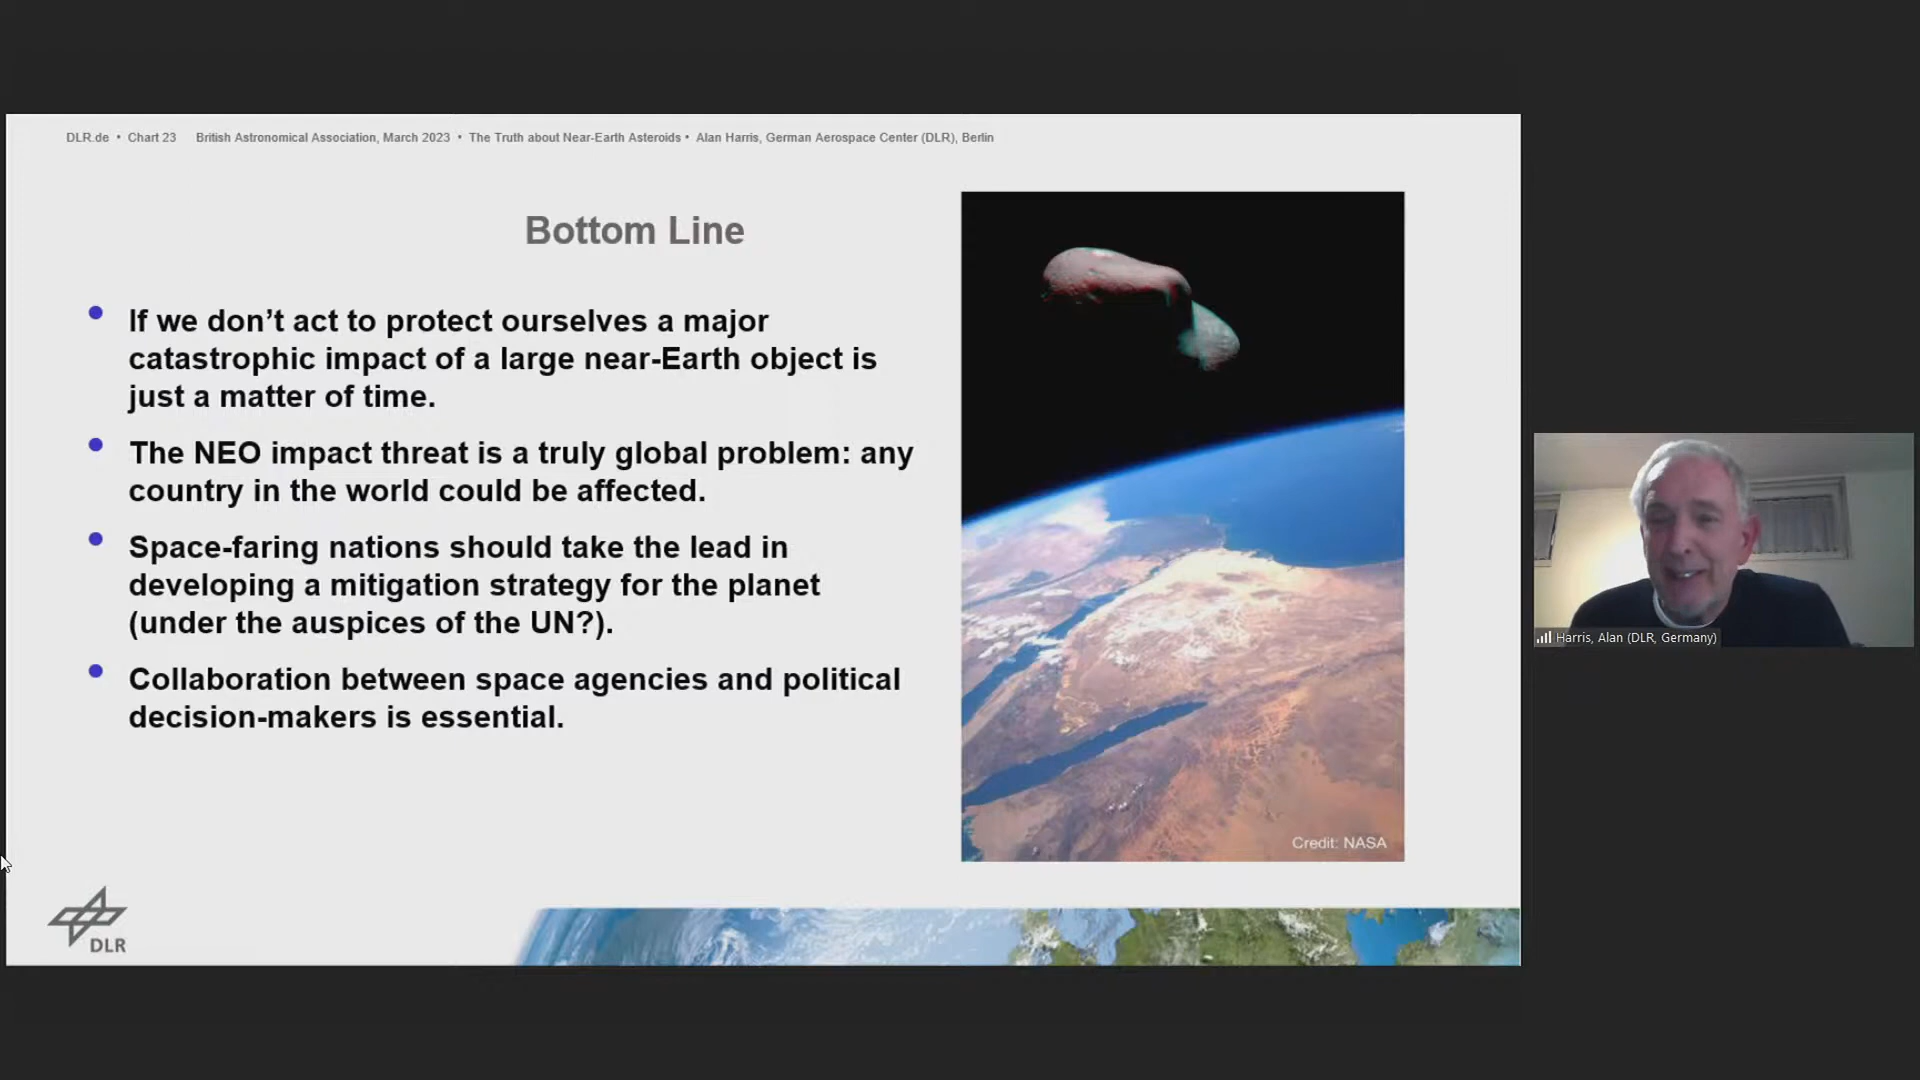 DLR.de • Chart 23 British Astronomical Association, March 2023 • The Truth about Near-Earth Asteroids • Alan Harris, German Aerospace Center (DLR), Berlin
Bottom Line
• If we don’t act to protect ourselves a major
catastrophic impact of a large near-Earth object is
just a matter of time.
• The NEO impact threat is a truly global problem: any
country in the world could be affected.
• Space-faring nations should take the lead in
developing a mitigation strategy for the planet
(under the auspices of the UN?).
• Collaboration between space agencies and political
decision-makers is essential.
Credit: NASA
Harris, Alan (DLR, Germany)
DLR